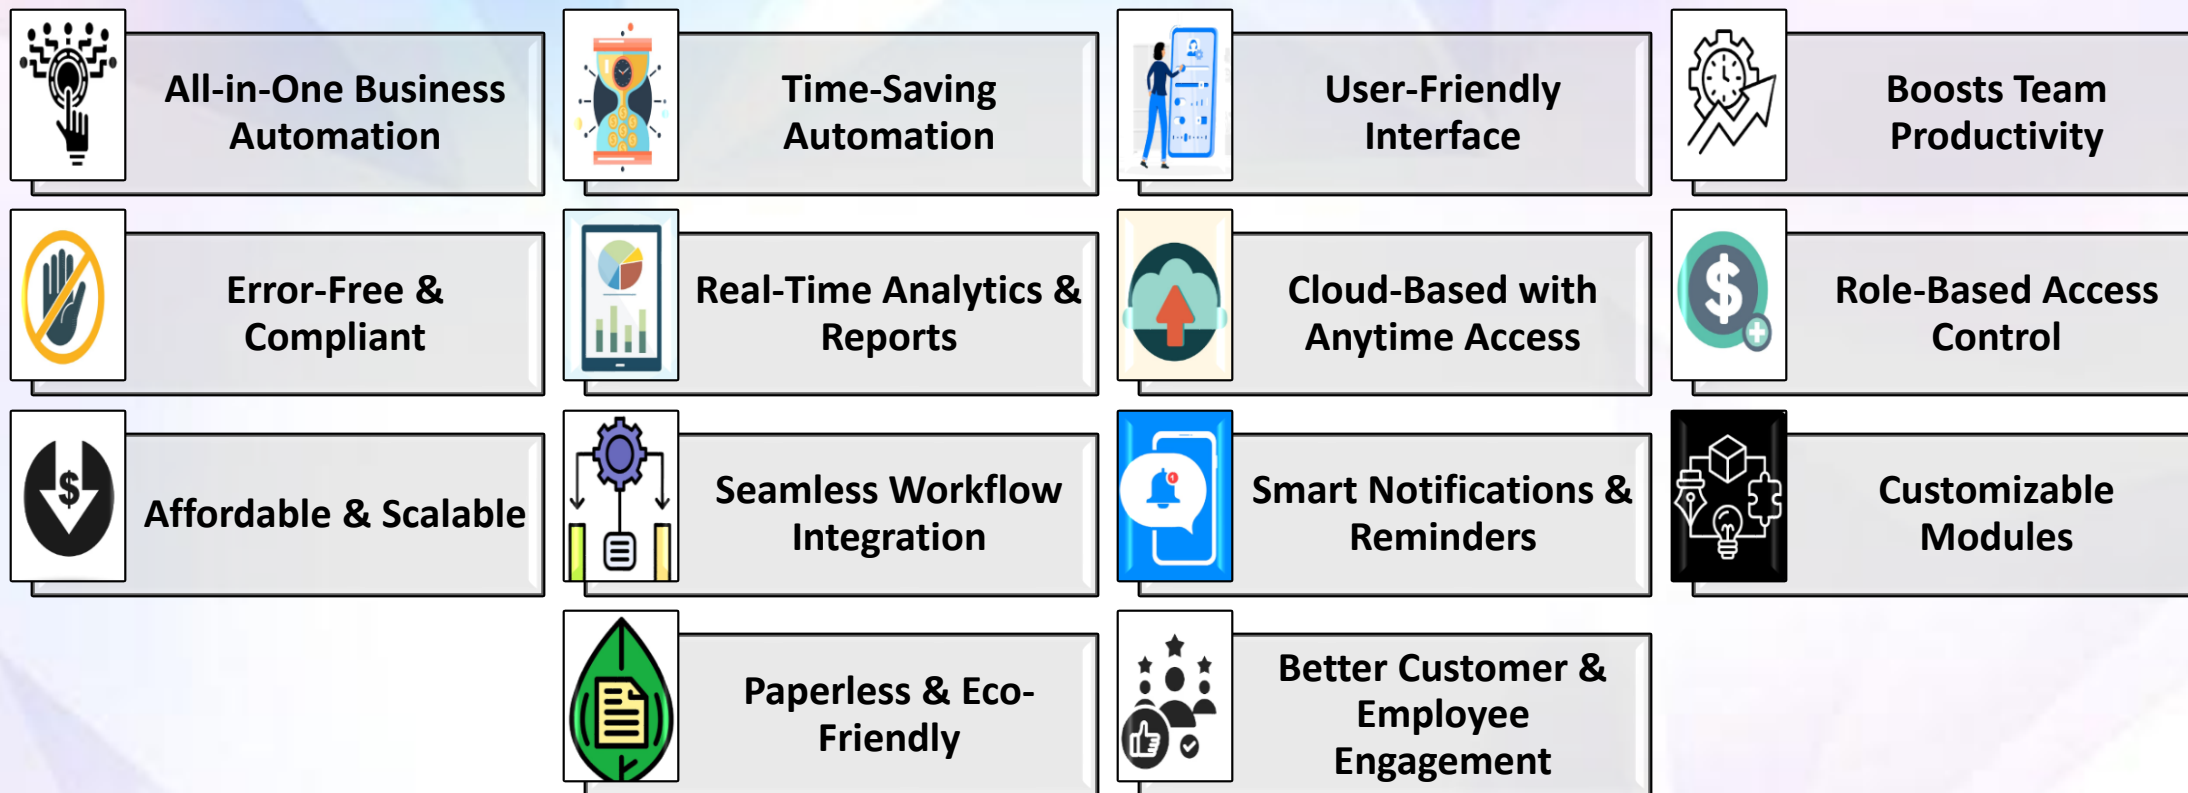 All-in-One Business
Automation
Time-Saving
Automation
User-Friendly
Interface
Boosts Team
Productivity
Error-Free &
Compliant
Real-Time Analytics &
Reports
Cloud-Based with
Anytime Access
$
Role-Based Access
Control
$
Affordable & Scalable
Seamless Workflow
Integration
1
Smart Notifications &
Reminders
Customizable
Modules
Paperless & Eco-
Friendly
Better Customer &
Employee
Engagement